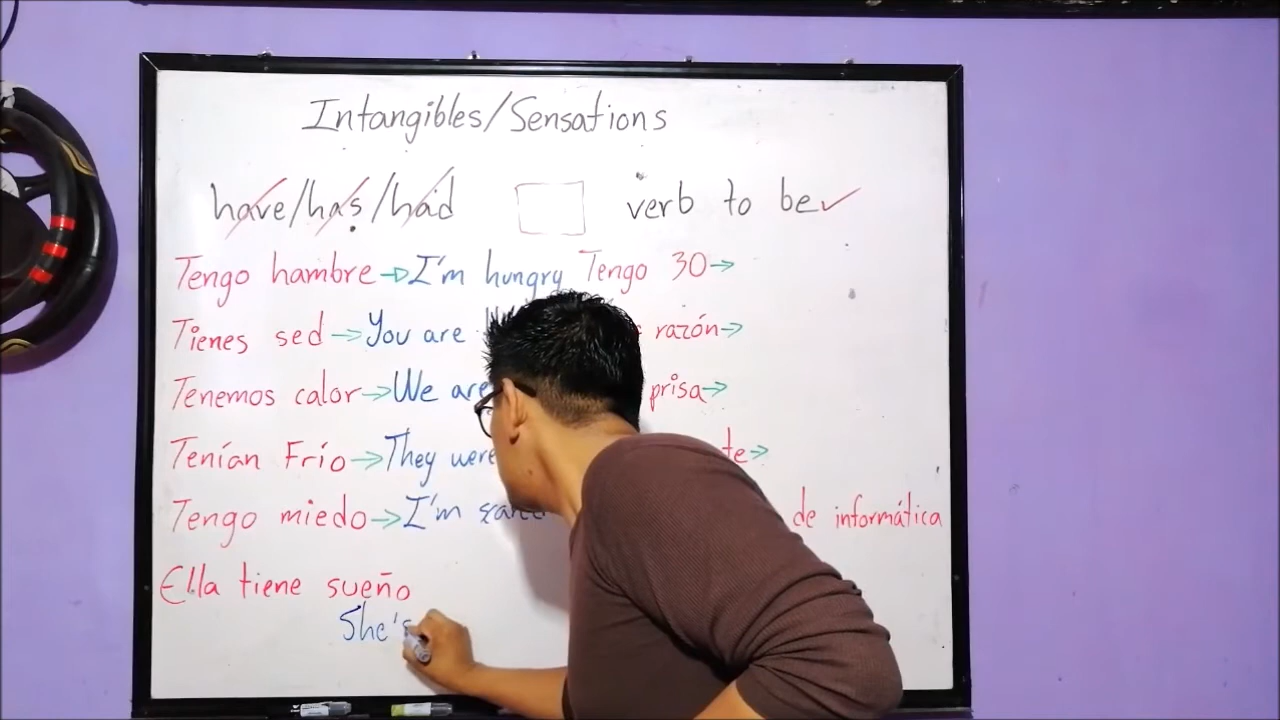 Intangibles/Sensations
have/has/had verb to be✓
Tengo hambre→I'm hungry Tengo 30→
Tienes sed→You are razón→
Tenemos calor→We are prisa→
Tenían Frío→They were te→
Tengo miedo→I'm scared de informática
Ella tiene sueño
She's